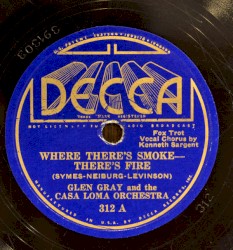 DECCA
Fox Trot
Vocal Chorus by
Kenneth Sargent
WHERE THERE'S SMOKE—
THERE'S FIRE
(SYMES-NEIBURG-LEVINSON)
GLEN GRAY and the
CASA LOMA ORCHESTRA
312 A